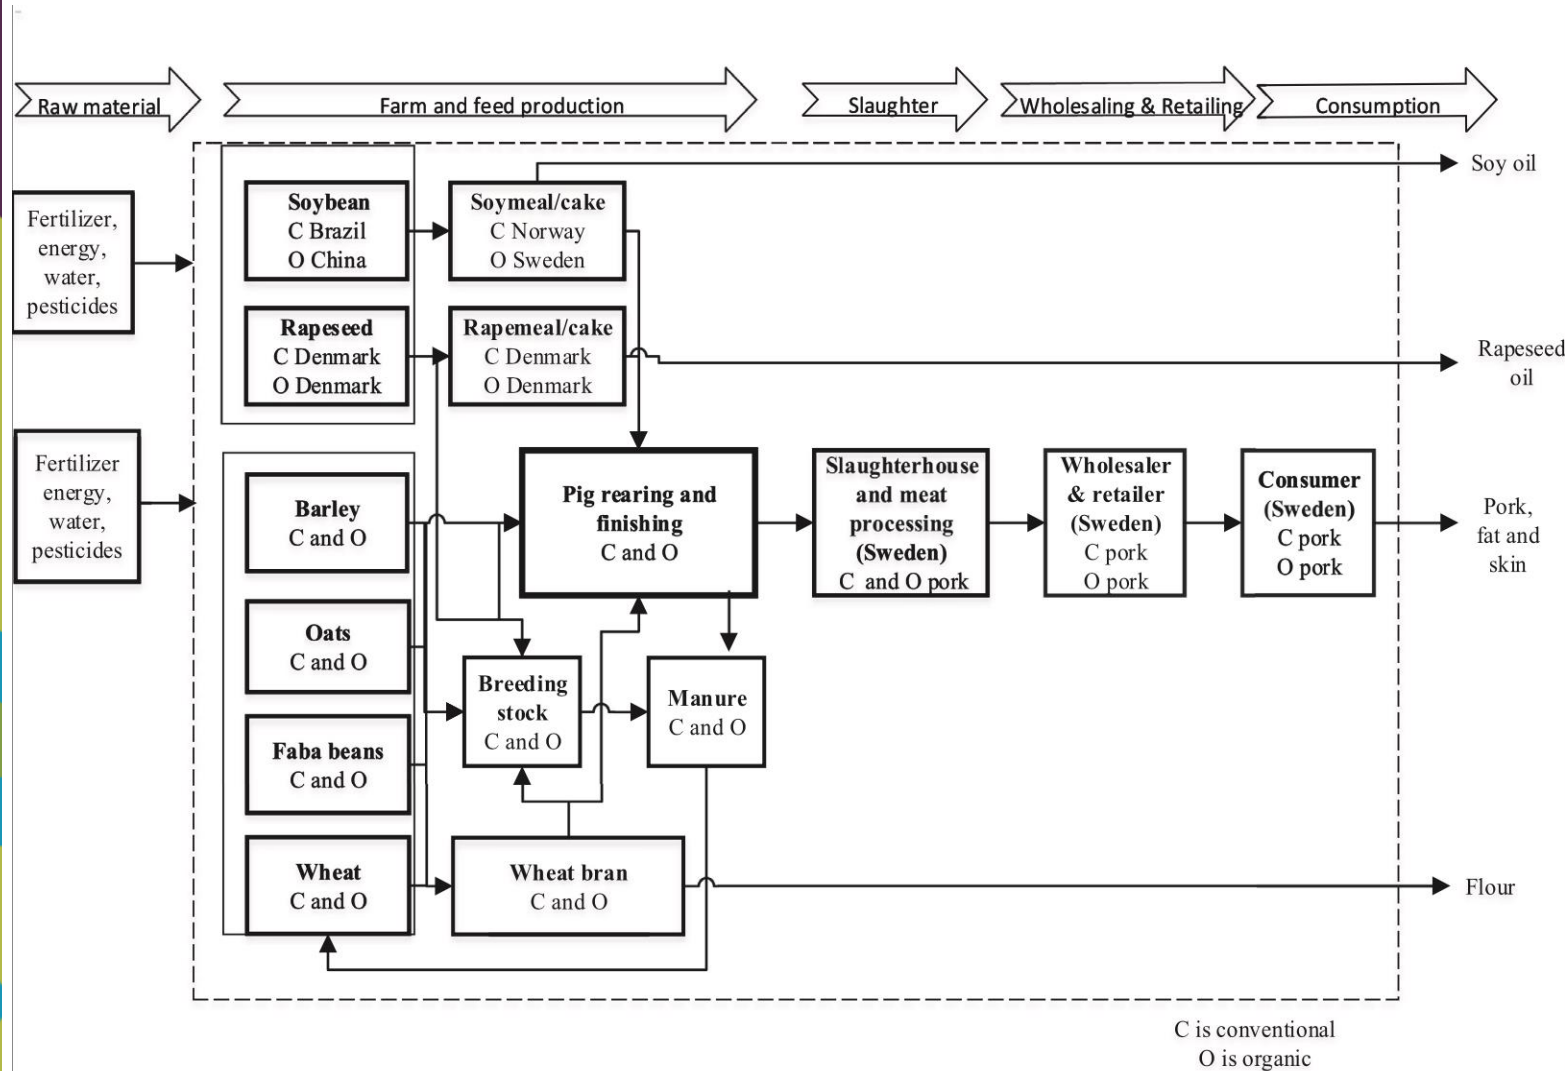 Raw material
Farm and feed production
Slaughter
Wholesaling & Retailing
Consumption
Fertilizer,
energy,
water,
pesticides
Soybean
C Brazil
O China
Soymeal/cake
C Norway
O Sweden
Soy oil
Rapeseed
C Denmark
O Denmark
Rapemeal/cake
C Denmark
O Denmark
Rapeseed
oil
Fertilizer
energy,
water,
pesticides
Barley
C and O
Pig rearing and
finishing
C and O
Slaughterhouse
and meat
processing
(Sweden)
C and O pork
Wholesaler
& retailer
(Sweden)
C pork
O pork
Consumer
(Sweden)
C pork
O pork
Pork,
fat and
skin
Oats
C and O
Breeding
stock
C and O
Manure
C and O
Faba beans
C and O
Wheat
C and O
Wheat bran
C and O
Flour
C is conventional
O is organic